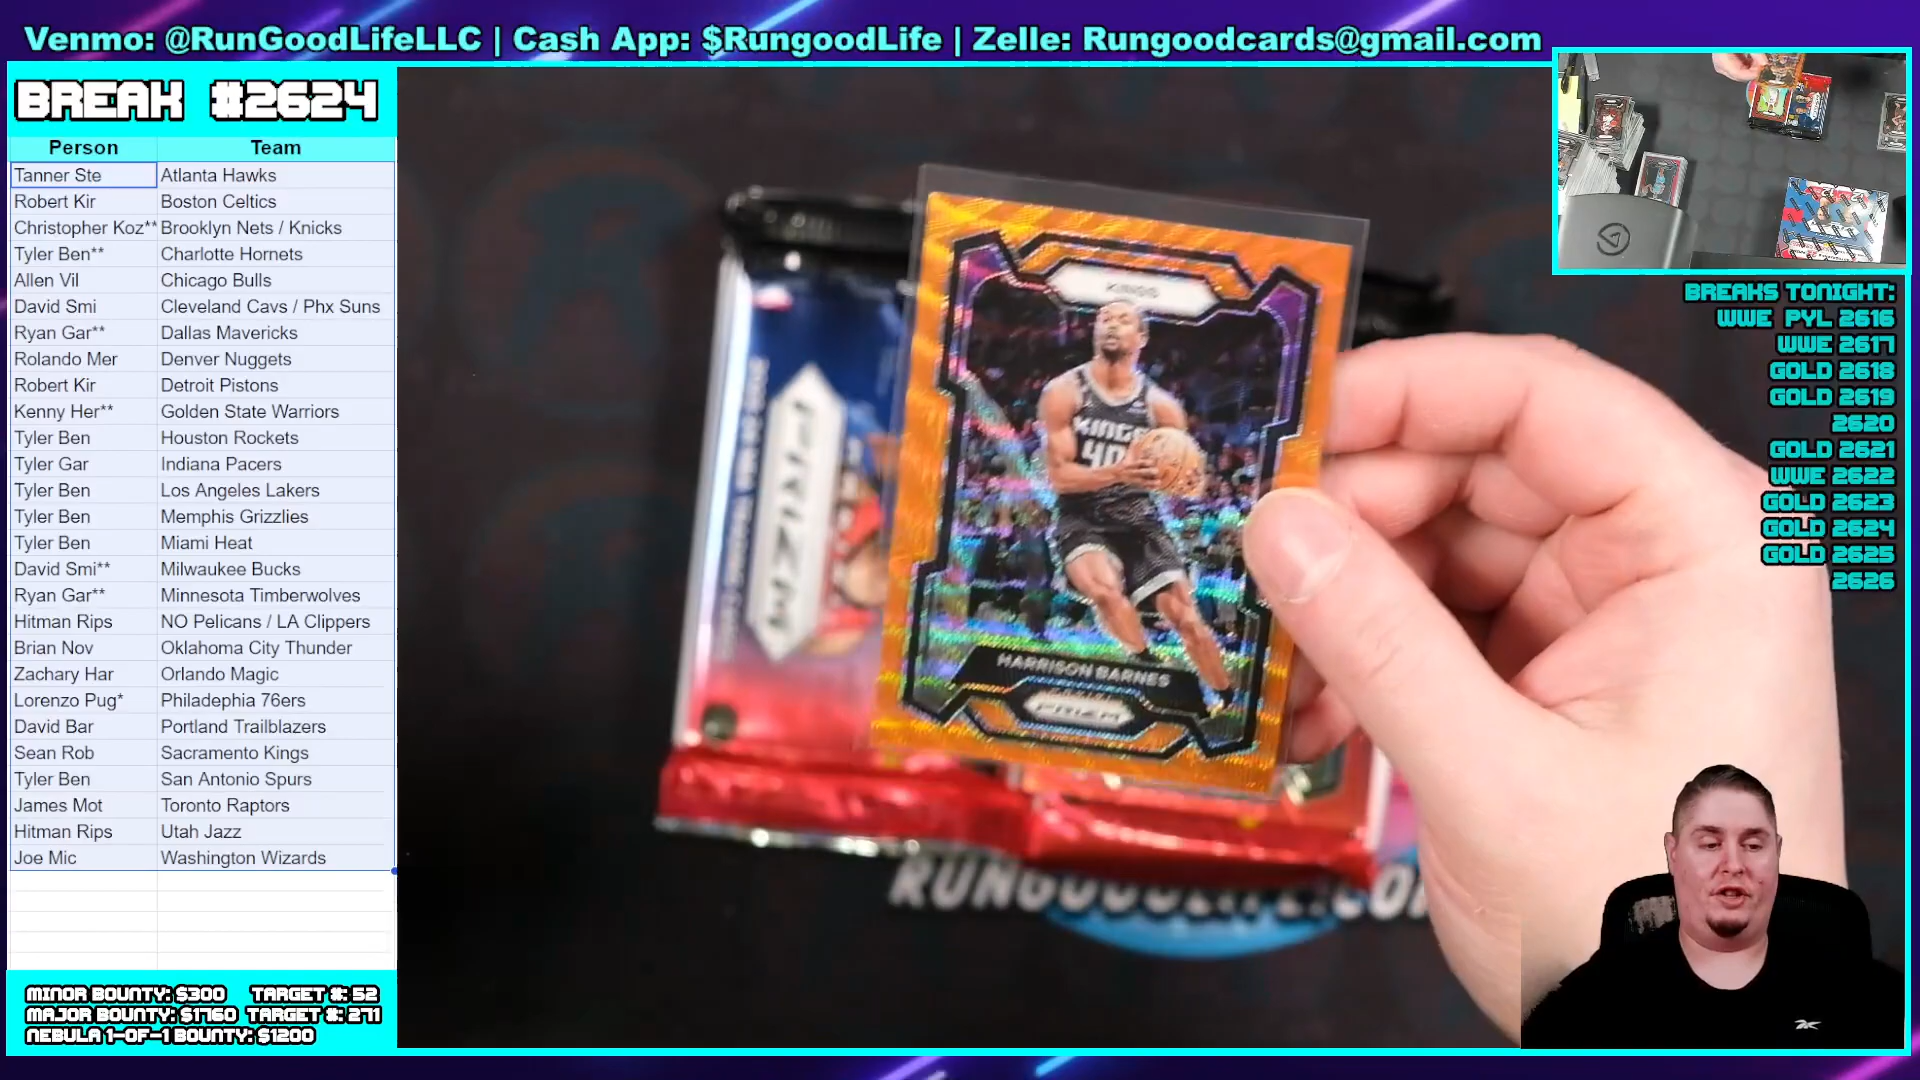 Venmo: @RunGoodLifeLLC | Cash App: $RungoodLife | Zelle: Rungoodcards@gmail.com
BREAK #2624
Person Team
Tanner Ste Atlanta Hawks
Robert Kir Boston Celtics
Christopher Koz** Brooklyn Nets / Knicks
Tyler Ben** Charlotte Hornets
Allen Vil Chicago Bulls
David Smi Cleveland Cavs / Phx Suns
Ryan Gar** Dallas Mavericks
Rolando Mer Denver Nuggets
Robert Kir Detroit Pistons
Kenny Her** Golden State Warriors
Tyler Ben Houston Rockets
Tyler Gar Indiana Pacers
Tyler Ben Los Angeles Lakers
Tyler Ben Memphis Grizzlies
Tyler Ben Miami Heat
David Smi** Milwaukee Bucks
Ryan Gar** Minnesota Timberwolves
Hitman Rips NO Pelicans / LA Clippers
Brian Nov Oklahoma City Thunder
Zachary Har Orlando Magic
Lorenzo Pug* Philadephia 76ers
David Bar Portland Trailblazers
Sean Rob Sacramento Kings
Tyler Ben San Antonio Spurs
James Mot Toronto Raptors
Hitman Rips Utah Jazz
Joe Mic Washington Wizards
MINOR BOUNTY: $300 TARGET #: 52
MAJOR BOUNTY: $1760 TARGET #: 271
NEBULA 1-OF-1 BOUNTY: $1200
KINGS
KINGS
40
HARRISON BARNES
PRIZM
PRIZM
RUNGOODLIFE.CO
BREAKS TONIGHT:
WWE PYL 2616
WWE 2617
GOLD 2618
GOLD 2619
2620
GOLD 2621
WWE 2622
GOLD 2623
GOLD 2624
GOLD 2625
2626